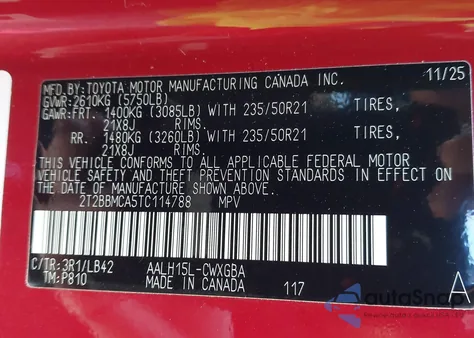 MFD.BY:TOYOTA MOTOR MANUFACTURING CANADA INC. 11/25
GVWR:2610KG (5750LB)
GAWR:FRT. 1400KG (3085LB) WITH 235/50R21 TIRES,
21X8J RIMS.
RR. 1480KG (3260LB) WITH 235/50R21 TIRES,
21X8J RIMS.
THIS VEHICLE CONFORMS TO ALL APPLICABLE FEDERAL MOTOR
VEHICLE SAFETY AND THEFT PREVENTION STANDARDS IN EFFECT ON
THE DATE OF MANUFACTURE SHOWN ABOVE.
2T2BBMCA5TC114788 MPV
C/TR:3R1/LB42 AALH15L-CWXGBA
TM:P810 MADE IN CANADA 117 A
autoSnap